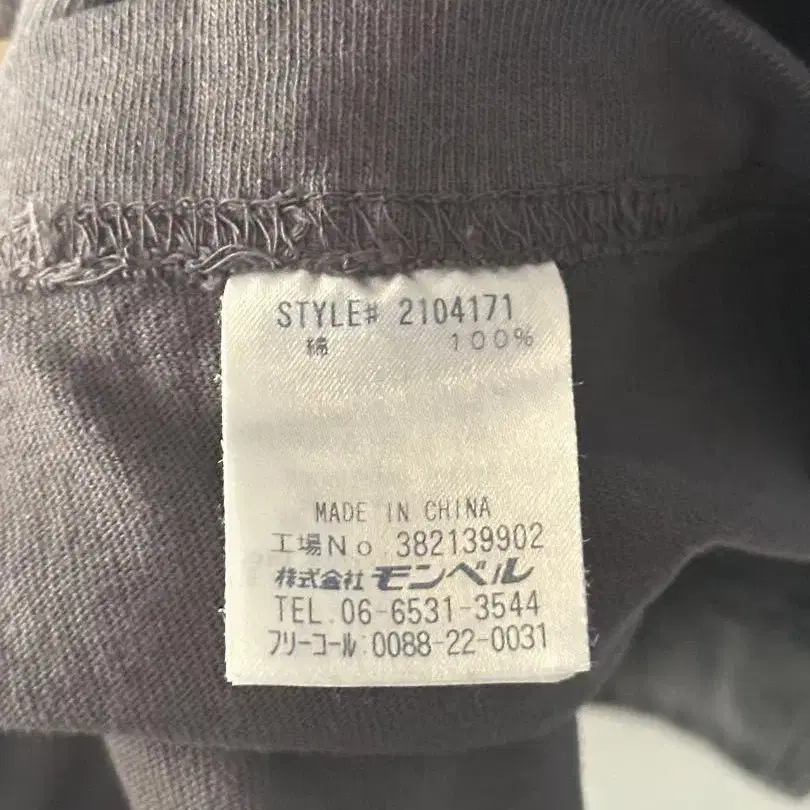 STYLE# 2104171
綿 100%
MADE IN CHINA
工場No 382139902
株式会社モンベル
TEL.06-6531-3544
フリーコール:0088-22-0031